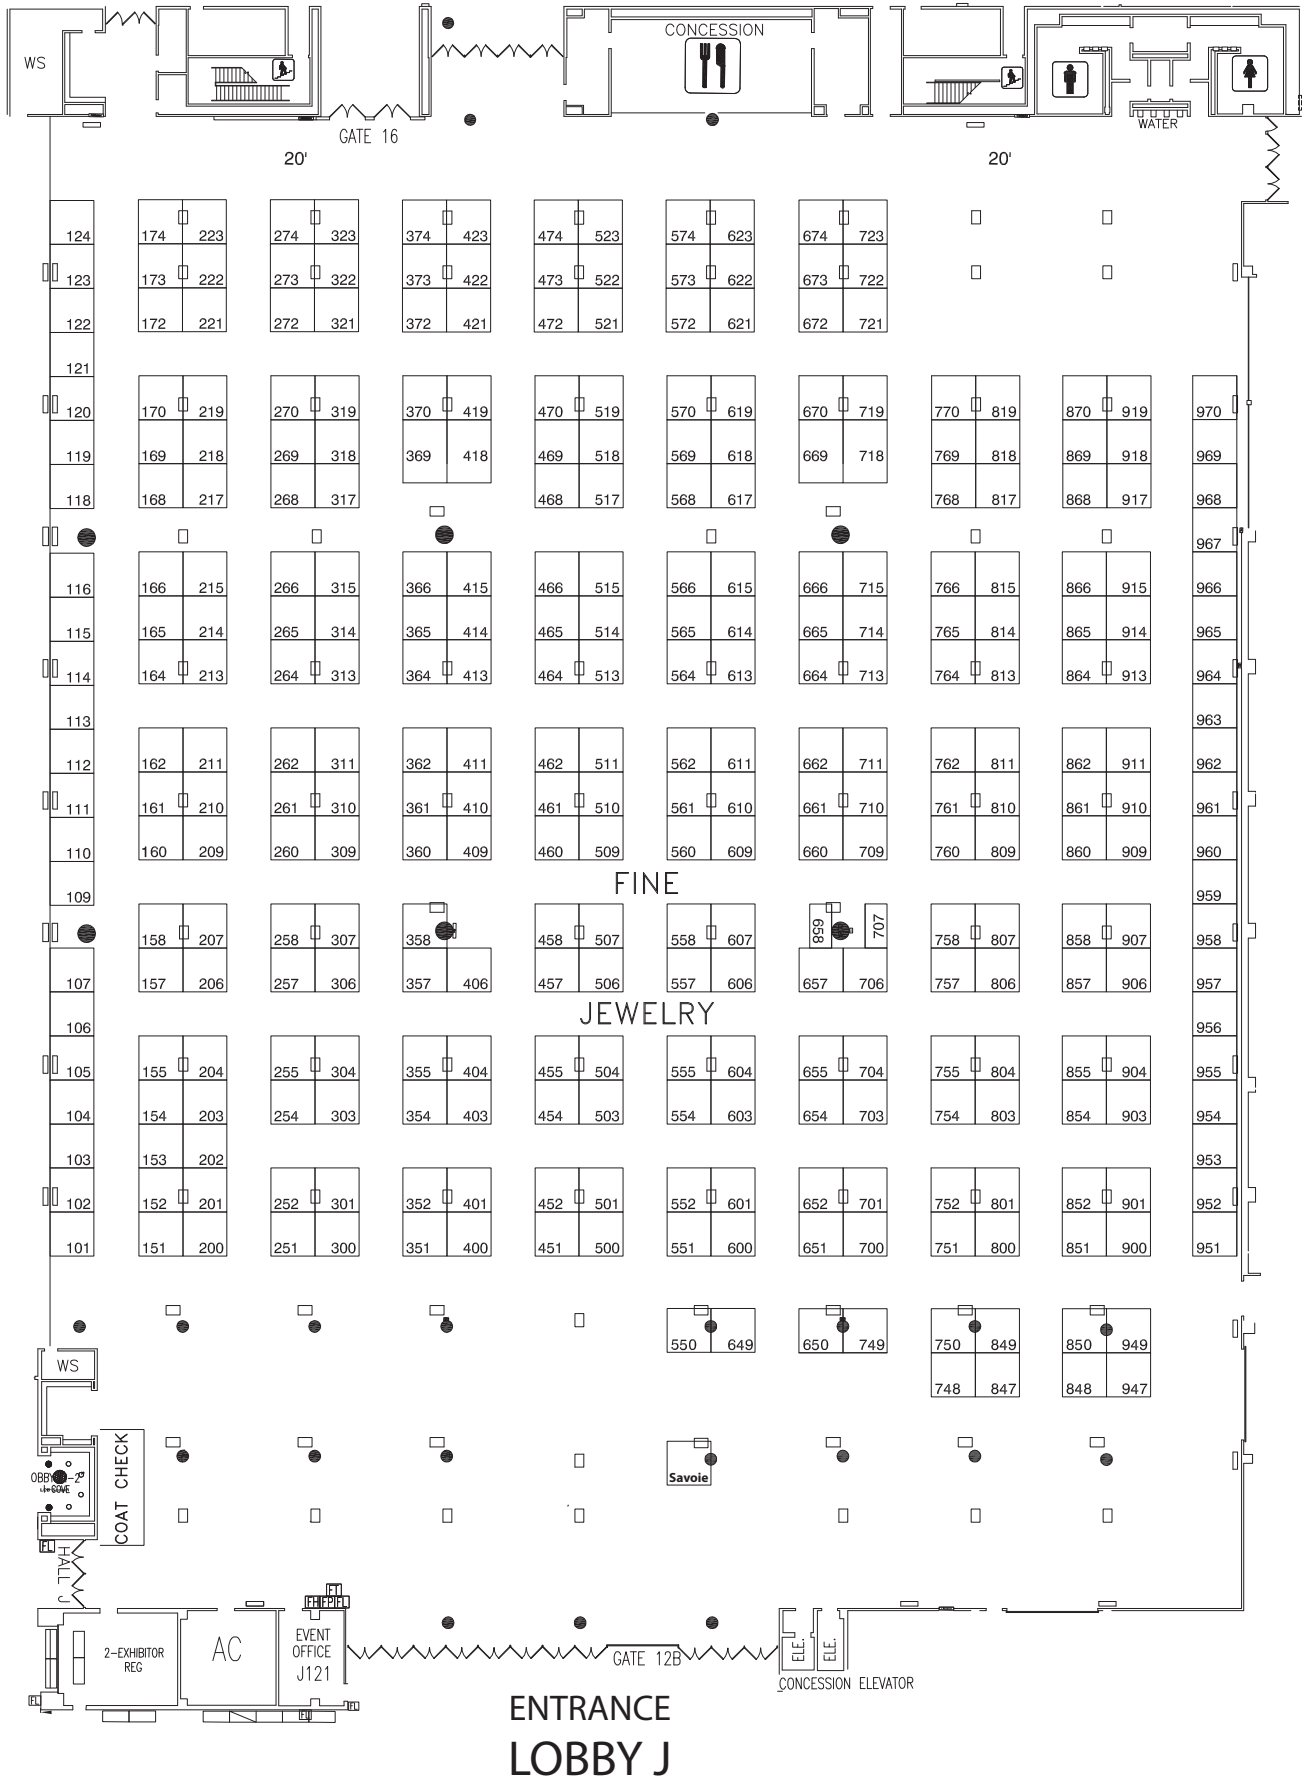 CONCESSION
WS
WATER
GATE 16
20' 20'
124 174 223 274 323 374 423 474 523 574 623 674 723
123 173 222 273 322 373 422 473 522 573 622 673 722
122 172 221 272 321 372 421 472 521 572 621 672 721
121
120 170 219 270 319 370 419 470 519 570 619 670 719 770 819 870 919 970
119 169 218 269 318 369 418 469 518 569 618 669 718 769 818 869 918 969
118 168 217 268 317 468 517 568 617 768 817 868 917 968
967
116 166 215 266 315 366 415 466 515 566 615 666 715 766 815 866 915 966
115 165 214 265 314 365 414 465 514 565 614 665 714 765 814 865 914 965
114 164 213 264 313 364 413 464 513 564 613 664 713 764 813 864 913 964
113 963
112 162 211 262 311 362 411 462 511 562 611 662 711 762 811 862 911 962
111 161 210 261 310 361 410 461 510 561 610 661 710 761 810 861 910 961
110 160 209 260 309 360 409 460 509 560 609 660 709 760 809 860 909 960
FINE
109 959
158 207 258 307 358 458 507 558 607 658 707 758 807 858 907 958
107 157 206 257 306 357 406 457 506 557 606 657 706 757 806 857 906 957
JEWELRY
106 956
105 155 204 255 304 355 404 455 504 555 604 655 704 755 804 855 904 955
104 154 203 254 303 354 403 454 503 554 603 654 703 754 803 854 903 954
103 153 202 953
102 152 201 252 301 352 401 452 501 552 601 652 701 752 801 852 901 952
101 151 200 251 300 351 400 451 500 551 600 651 700 751 800 851 900 951
550 649 650 749 750 849 850 949
WS
748 847 848 947
COAT CHECK
Savoie
FL
HALL J
FT
FH FP FL
EVENT
OFFICE
J121
2-EXHIBITOR
REG
AC
GATE 12B
ELE. ELE.
CONCESSION ELEVATOR
FL
FL
FL
ENTRANCE
LOBBY J